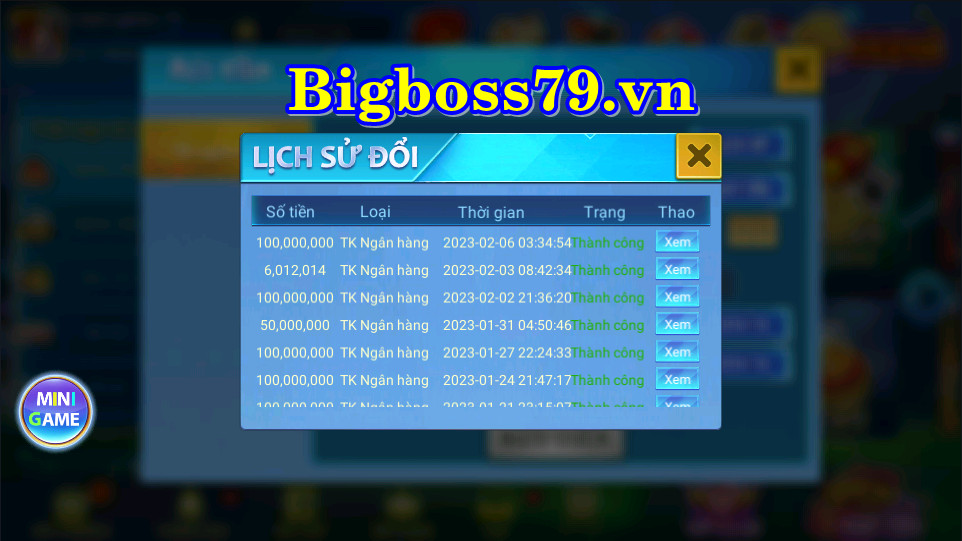 Bigboss79.vn
LỊCH SỬ ĐỔI
Số tiền Loại Thời gian Trạng Thao
100,000,000 TK Ngân hàng 2023-02-06 03:34:54 Thành công Xem
6,012,014 TK Ngân hàng 2023-02-03 08:42:34 Thành công Xem
100,000,000 TK Ngân hàng 2023-02-02 21:36:20 Thành công Xem
50,000,000 TK Ngân hàng 2023-01-31 04:50:46 Thành công Xem
100,000,000 TK Ngân hàng 2023-01-27 22:24:33 Thành công Xem
100,000,000 TK Ngân hàng 2023-01-24 21:47:17 Thành công Xem
MINI
GAME